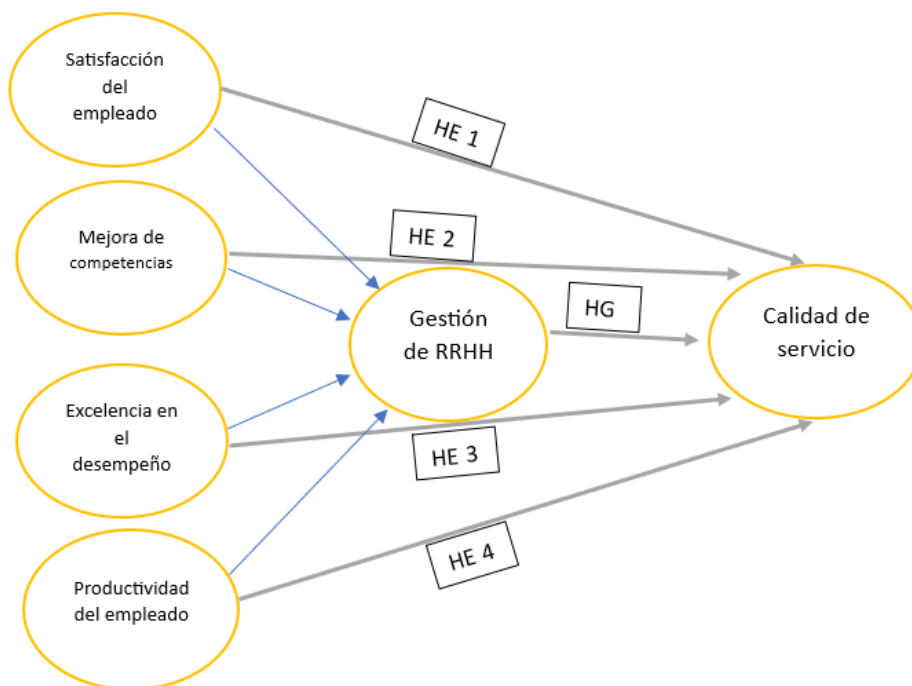 Satisfacción
del
empleado
HE 1
Mejora de
competencias
HE 2
Gestión
de RRHH
HG
Calidad de
servicio
Excelencia en
el
desempeño
HE 3
HE 4
Productividad
del empleado